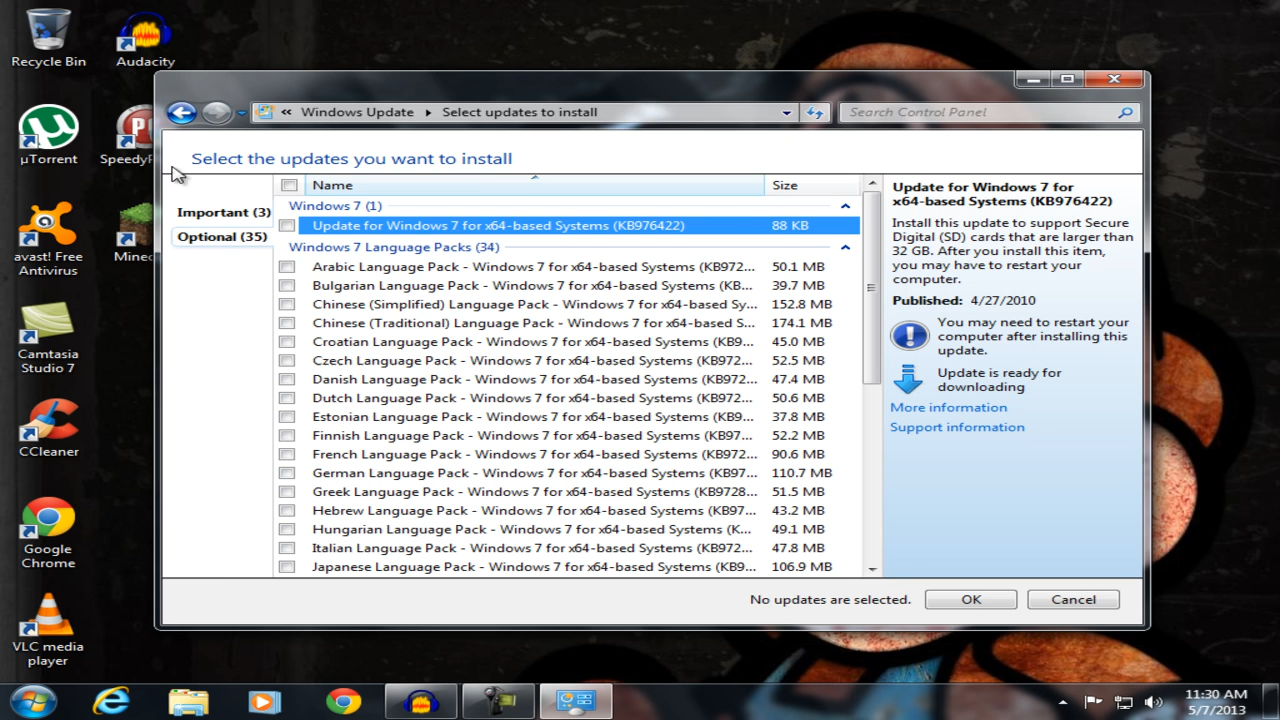 Recycle Bin
Audacity
µTorrent
SpeedyP
avast! Free
Antivirus
Minec
Camtasia
Studio 7
CCleaner
Google
Chrome
VLC media
player
« Windows Update ▸ Select updates to install
Search Control Panel
Select the updates you want to install
Important (3)
Optional (35)
Name Size
Windows 7 (1)
Update for Windows 7 for x64-based Systems (KB976422) 88 KB
Windows 7 Language Packs (34)
Arabic Language Pack - Windows 7 for x64-based Systems (KB972... 50.1 MB
Bulgarian Language Pack - Windows 7 for x64-based Systems (KB... 39.7 MB
Chinese (Simplified) Language Pack - Windows 7 for x64-based Sy... 152.8 MB
Chinese (Traditional) Language Pack - Windows 7 for x64-based S... 174.1 MB
Croatian Language Pack - Windows 7 for x64-based Systems (KB9... 45.0 MB
Czech Language Pack - Windows 7 for x64-based Systems (KB972... 52.5 MB
Danish Language Pack - Windows 7 for x64-based Systems (KB972... 47.4 MB
Dutch Language Pack - Windows 7 for x64-based Systems (KB972... 50.6 MB
Estonian Language Pack - Windows 7 for x64-based Systems (KB9... 37.8 MB
Finnish Language Pack - Windows 7 for x64-based Systems (KB97... 52.2 MB
French Language Pack - Windows 7 for x64-based Systems (KB972... 90.6 MB
German Language Pack - Windows 7 for x64-based Systems (KB97... 110.7 MB
Greek Language Pack - Windows 7 for x64-based Systems (KB9728... 51.5 MB
Hebrew Language Pack - Windows 7 for x64-based Systems (KB97... 43.2 MB
Hungarian Language Pack - Windows 7 for x64-based Systems (K... 49.1 MB
Italian Language Pack - Windows 7 for x64-based Systems (KB972... 47.8 MB
Japanese Language Pack - Windows 7 for x64-based Systems (KB9... 106.9 MB
Update for Windows 7 for
x64-based Systems (KB976422)
Install this update to support Secure
Digital (SD) cards that are larger than
32 GB. After you install this item,
you may have to restart your
computer.
Published: 4/27/2010
You may need to restart your
computer after installing this
update.
Update is ready for
downloading
More information
Support information
No updates are selected. OK Cancel
11:30 AM
5/7/2013